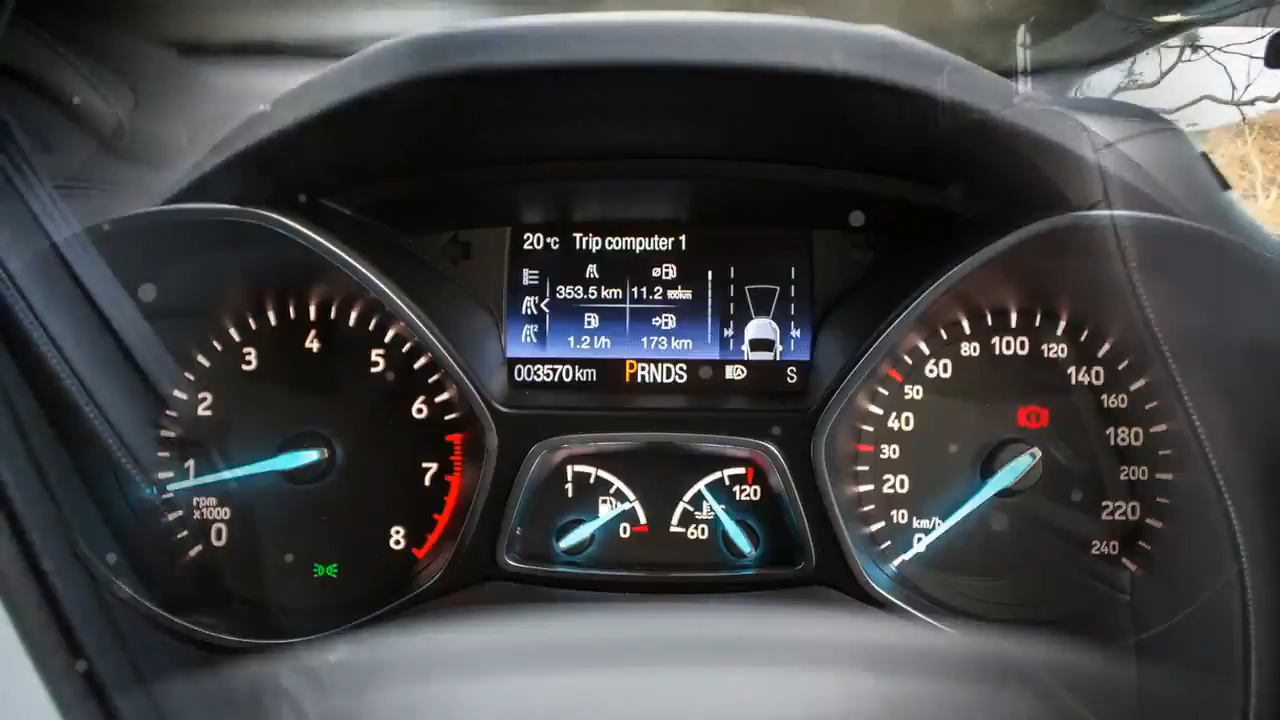 20°C Trip computer 1
353.5 km 11.2 l/100km
1.2 l/h 173 km
003570 km PRNDS S
0 1 2 3 4 5 6 7 8
rpm
x1000
1 0
60 120
0 10 20 30 40 50 60 80 100 120 140 160 180 200 220 240
km/h